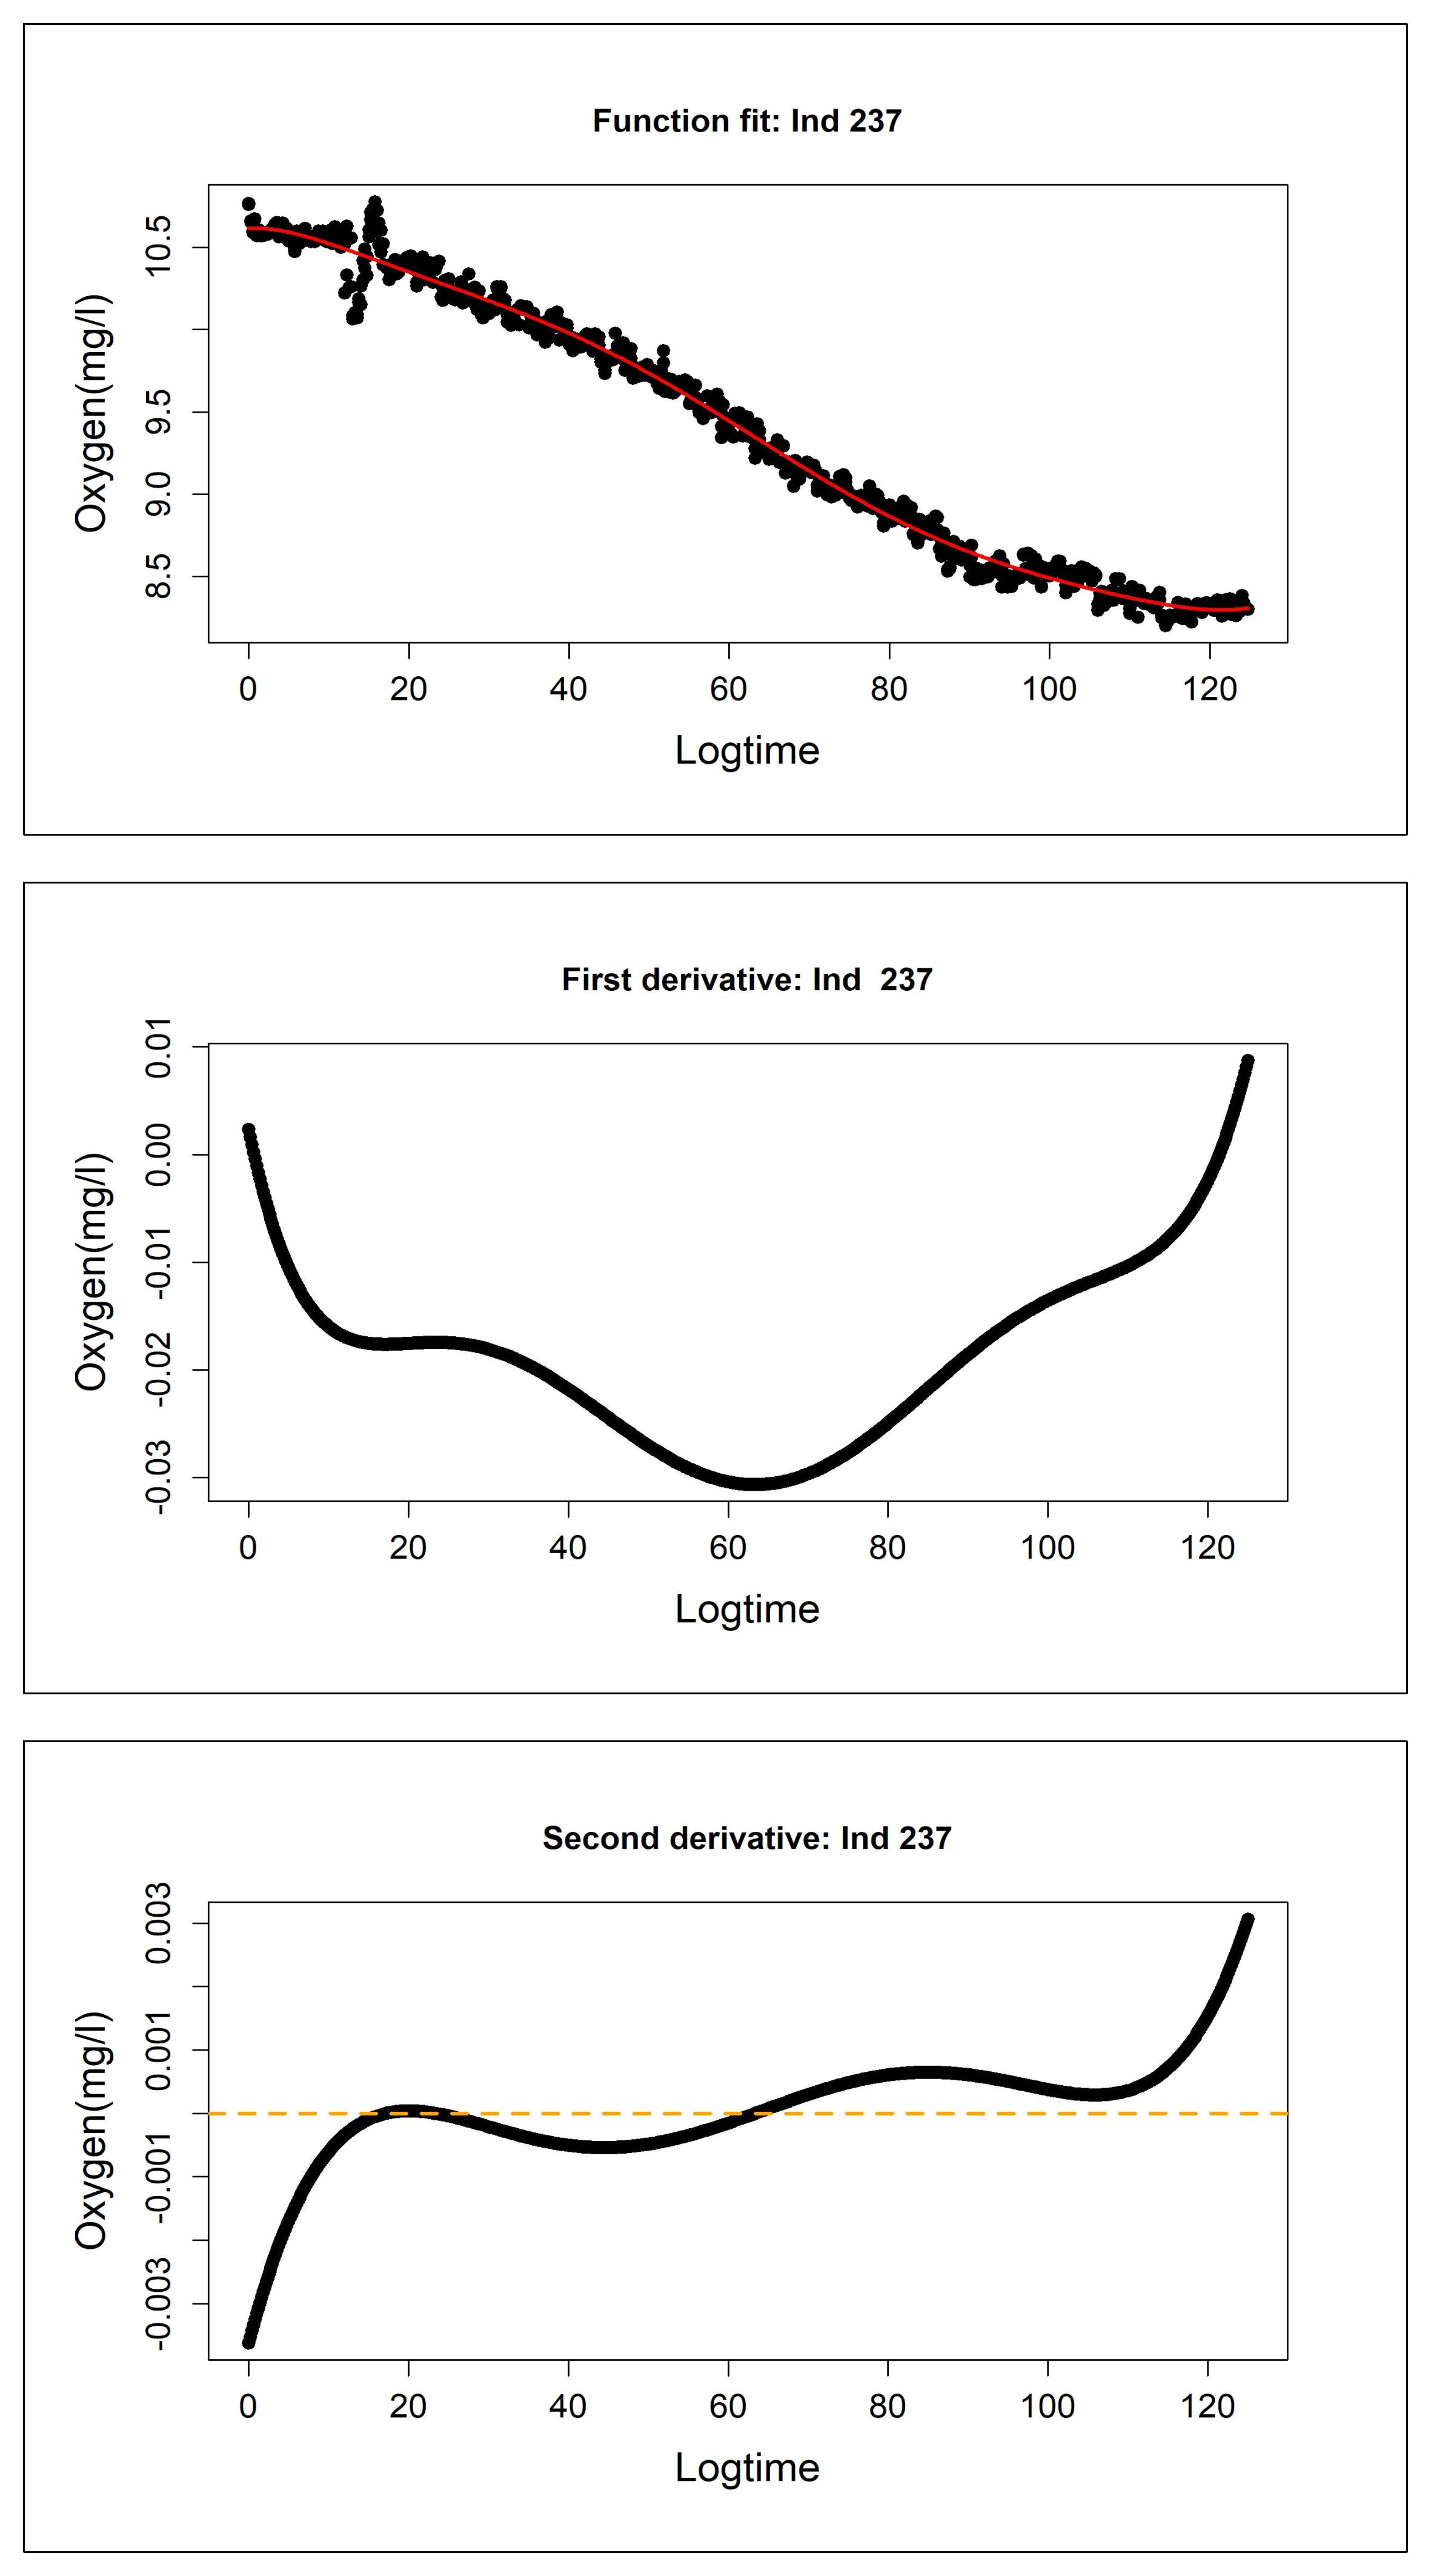 Function fit: Ind 237
Oxygen(mg/l)
10.5
9.5
9.0
8.5
0 20 40 60 80 100 120
Logtime
First derivative: Ind  237
Oxygen(mg/l)
0.01
0.00
-0.01
-0.02
-0.03
0 20 40 60 80 100 120
Logtime
Second derivative: Ind 237
Oxygen(mg/l)
0.003
0.001
-0.001
-0.003
0 20 40 60 80 100 120
Logtime